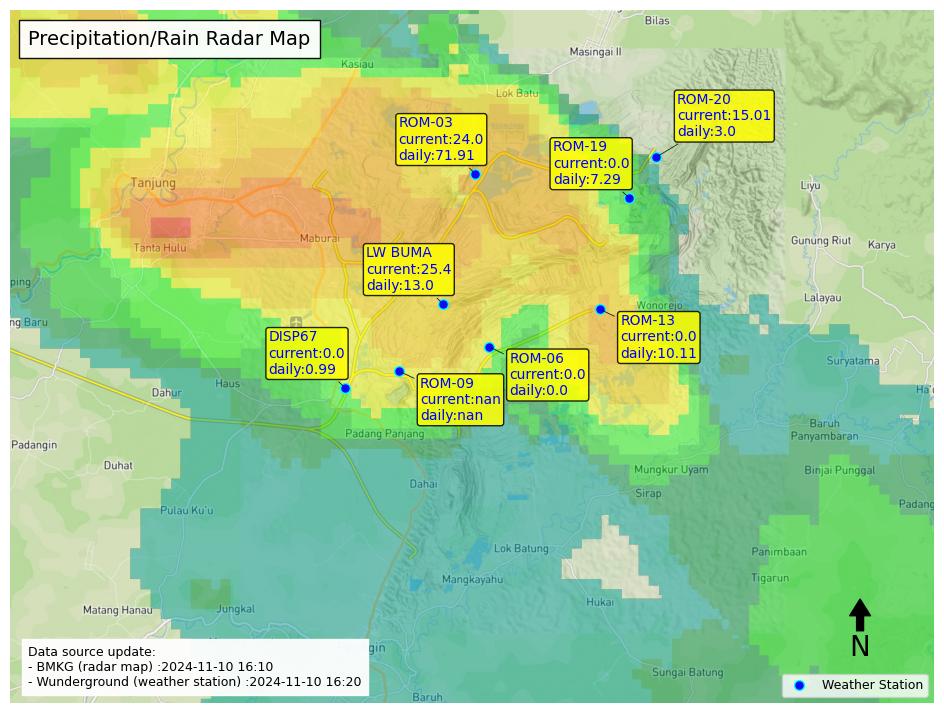 Precipitation/Rain Radar Map
Bilas
Masingai II
Kasiau
Lok Batu
ROM-20
current:15.01
daily:3.0
ROM-03
current:24.0
daily:71.91
ROM-19
current:0.0
daily:7.29
Tanjung
Liyu
Tanta Hulu
Maburai
Gunung Riut
Karya
LW BUMA
current:25.4
daily:13.0
ping
Lalayau
Wonorejo
ng Baru
ROM-13
current:0.0
daily:10.11
DISP67
current:0.0
daily:0.99
ROM-06
current:0.0
daily:0.0
Suryatama
Haus
ROM-09
current:nan
daily:nan
Dahur
Ha'u
Baruh
Panyambaran
Padang Panjang
Padangin
Duhat
Mungkur Uyam
Binjai Punggal
Dahai
Sirap
Padang
Pulau Ku'u
Lok Batung
Panimbaan
Mangkayahu
Tigarun
Hukai
Matang Hanau
Jungkal
N
Data source update:
- BMKG (radar map) :2024-11-10 16:10
- Wunderground (weather station) :2024-11-10 16:20
gin
Sungai Batung
Weather Station
Baruh